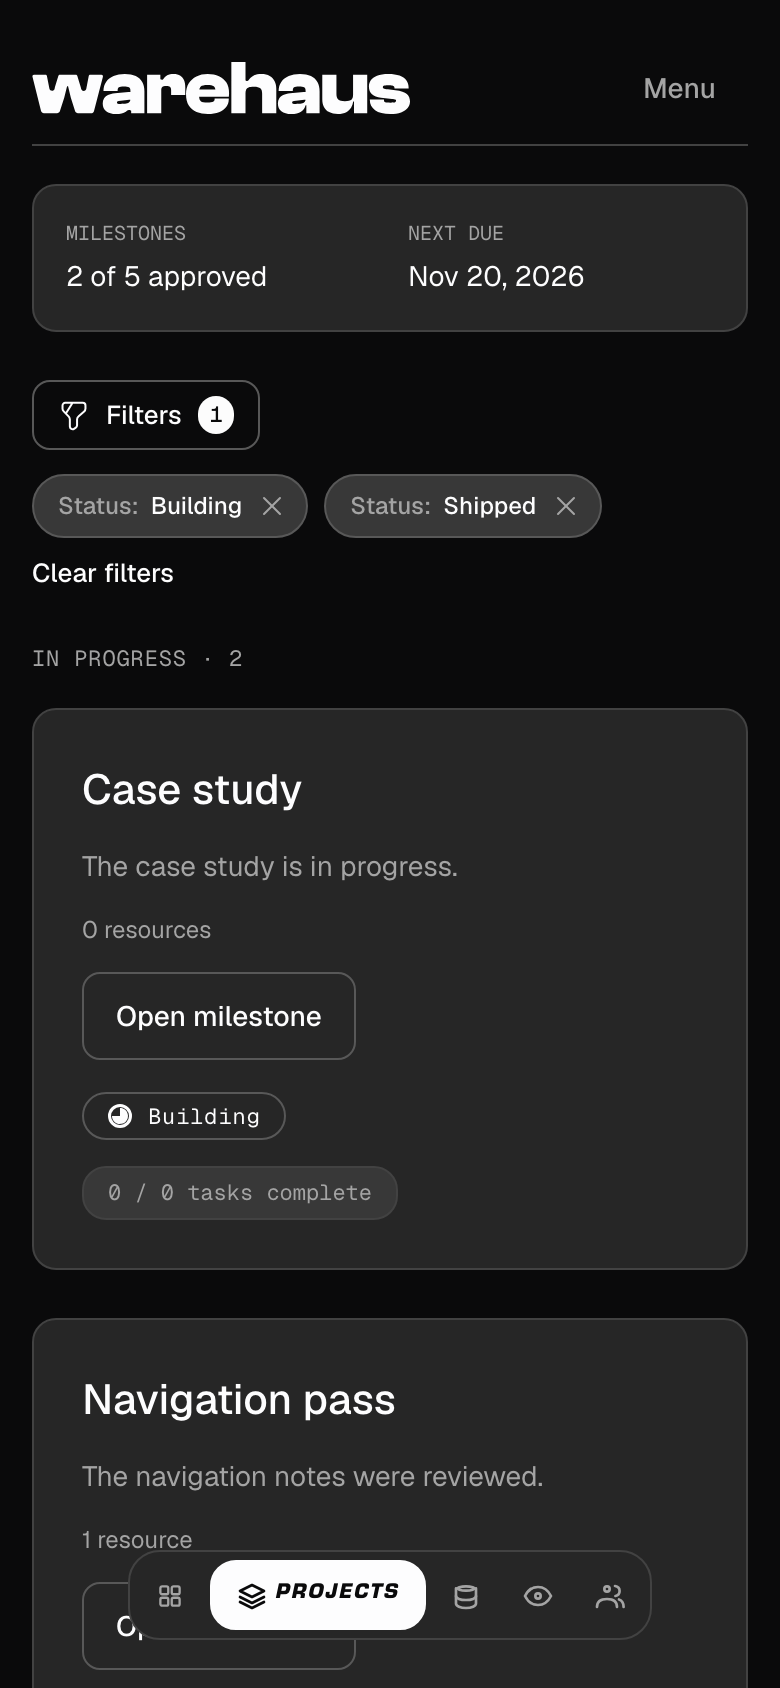 warehaus
Menu
MILESTONES
2 of 5 approved
NEXT DUE
Nov 20, 2026
Filters 1
Status: Building
Status: Shipped
Clear filters
IN PROGRESS · 2
Case study
The case study is in progress.
0 resources
Open milestone
Building
0 / 0 tasks complete
Navigation pass
The navigation notes were reviewed.
1 resource
PROJECTS